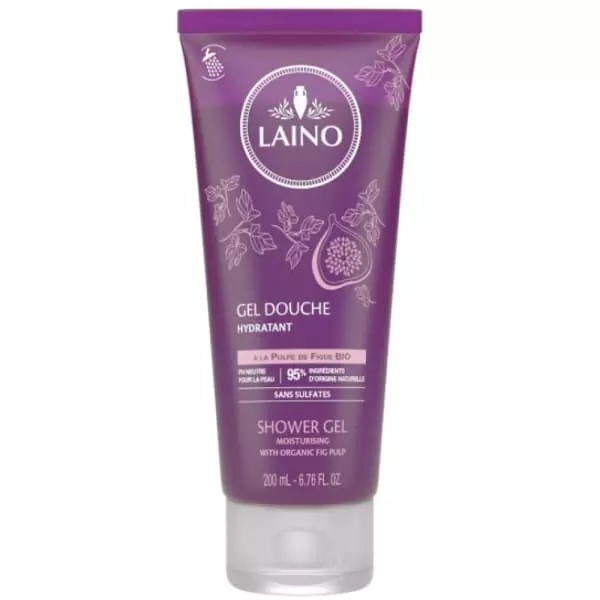 LAINO
GEL DOUCHE
HYDRATANT
À LA PULPE DE FIGUE BIO
PH NEUTRE
POUR LA PEAU
95% INGRÉDIENTS
D'ORIGINE NATURELLE
SANS SULFATES
SHOWER GEL
MOISTURISING
WITH ORGANIC FIG PULP
200 mL - 6.76 FL. OZ